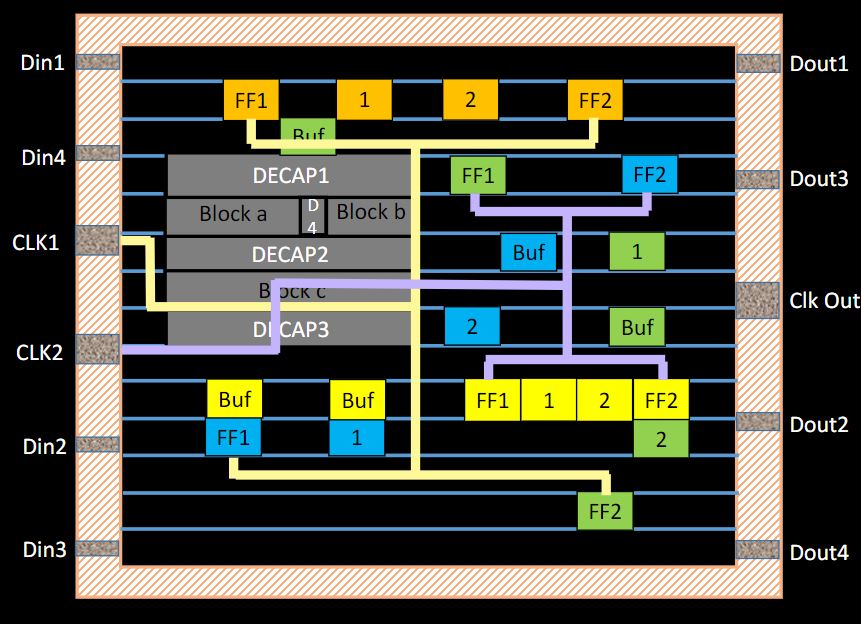 Din1
Dout1
FF1
1
2
FF2
Buf
Din4
DECAP1
FF1
FF2
Dout3
Block a
D
4
Block b
CLK1
DECAP2
Buf
1
Block c
Clk Out
DECAP3
2
Buf
CLK2
Buf
Buf
FF1
1
2
FF2
Dout2
Din2
FF1
1
2
FF2
Din3
Dout4